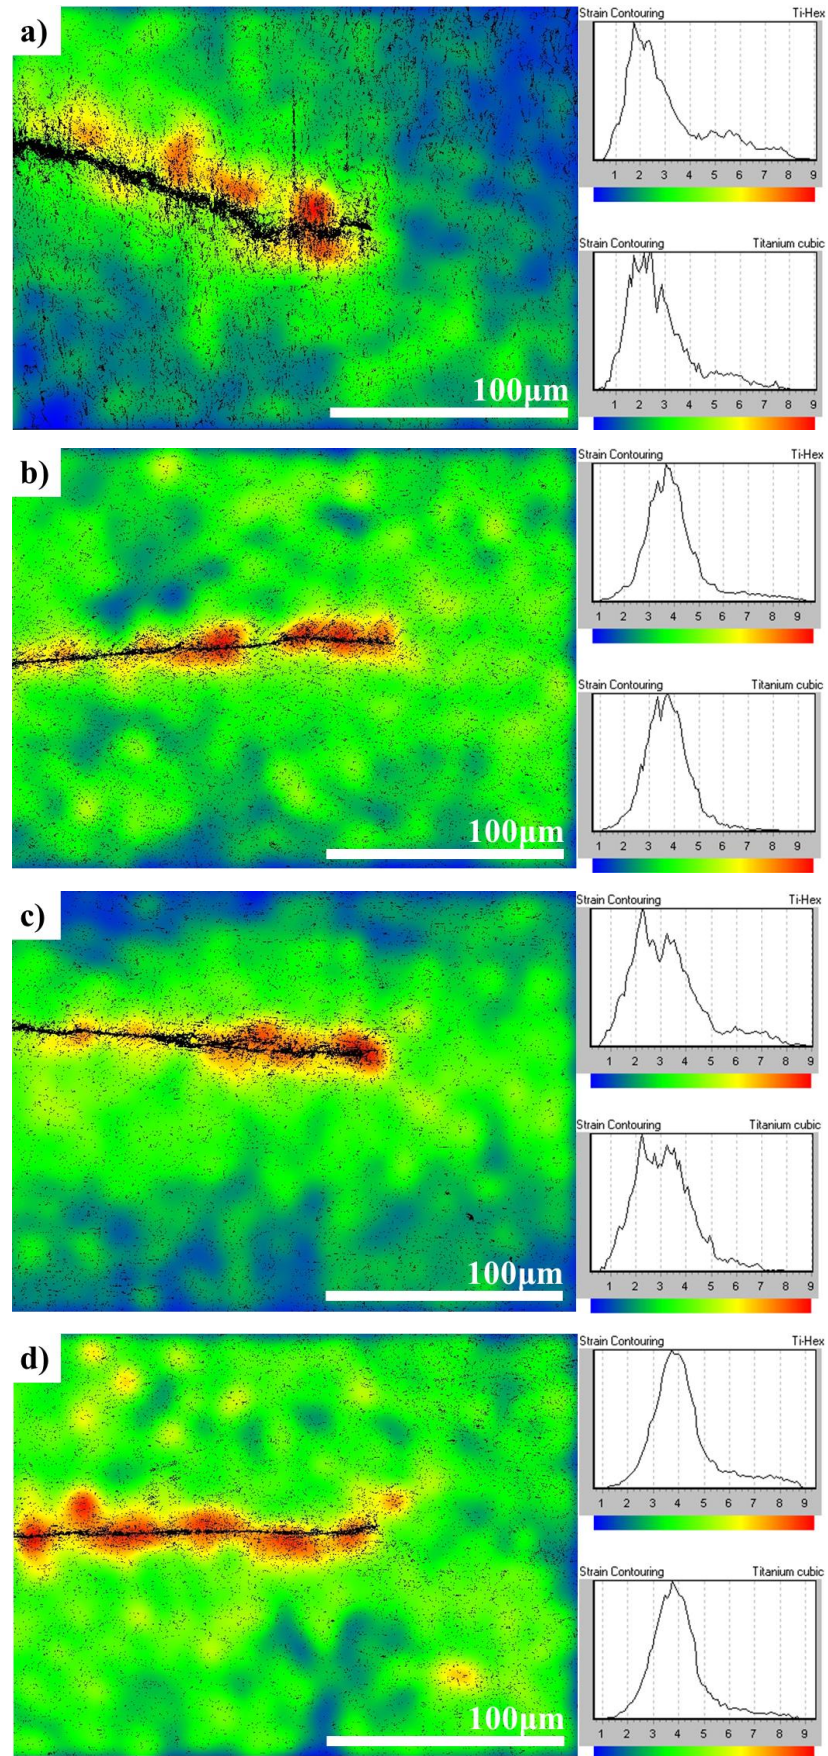 a)
Strain Contouring Ti-Hex
1 2 3 4 5 6 7 8 9
Strain Contouring Titanium cubic
1 2 3 4 5 6 7 8 9
100μm
b)
Strain Contouring Ti-Hex
1 2 3 4 5 6 7 8 9
Strain Contouring Titanium cubic
1 2 3 4 5 6 7 8 9
100μm
c)
Strain Contouring Ti-Hex
1 2 3 4 5 6 7 8 9
Strain Contouring Titanium cubic
1 2 3 4 5 6 7 8 9
100μm
d)
Strain Contouring Ti-Hex
1 2 3 4 5 6 7 8 9
Strain Contouring Titanium cubic
1 2 3 4 5 6 7 8 9
100μm